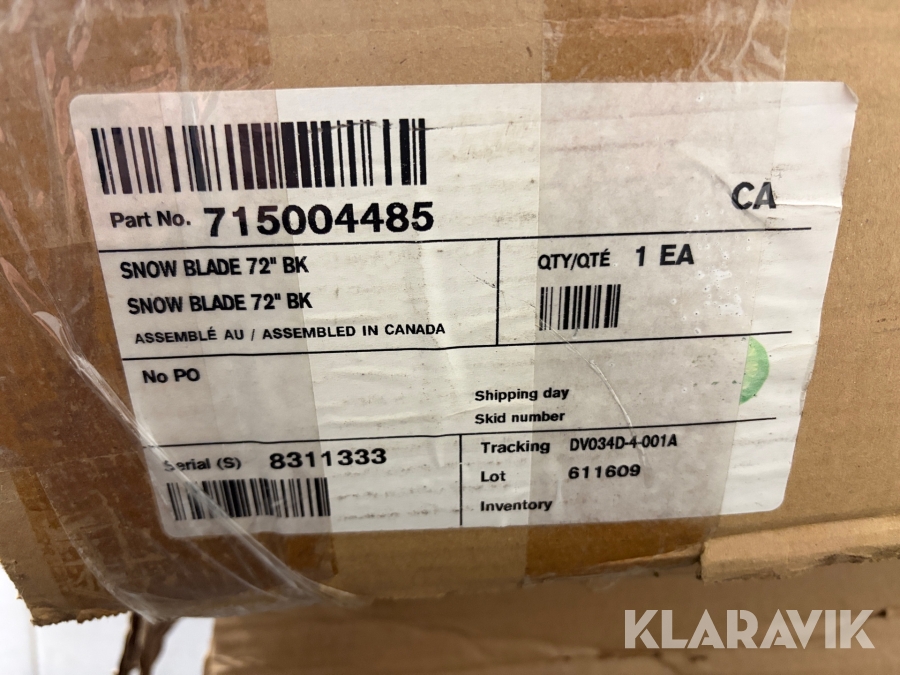 Part No. 715004485
CA
SNOW BLADE 72" BK
SNOW BLADE 72" BK
ASSEMBLÉ AU / ASSEMBLED IN CANADA
QTY/QTÉ 1 EA
No PO
Shipping day
Skid number
Serial (S) 8311333
Tracking DV034D-4-001A
Lot 611609
Inventory
KLARAVIK